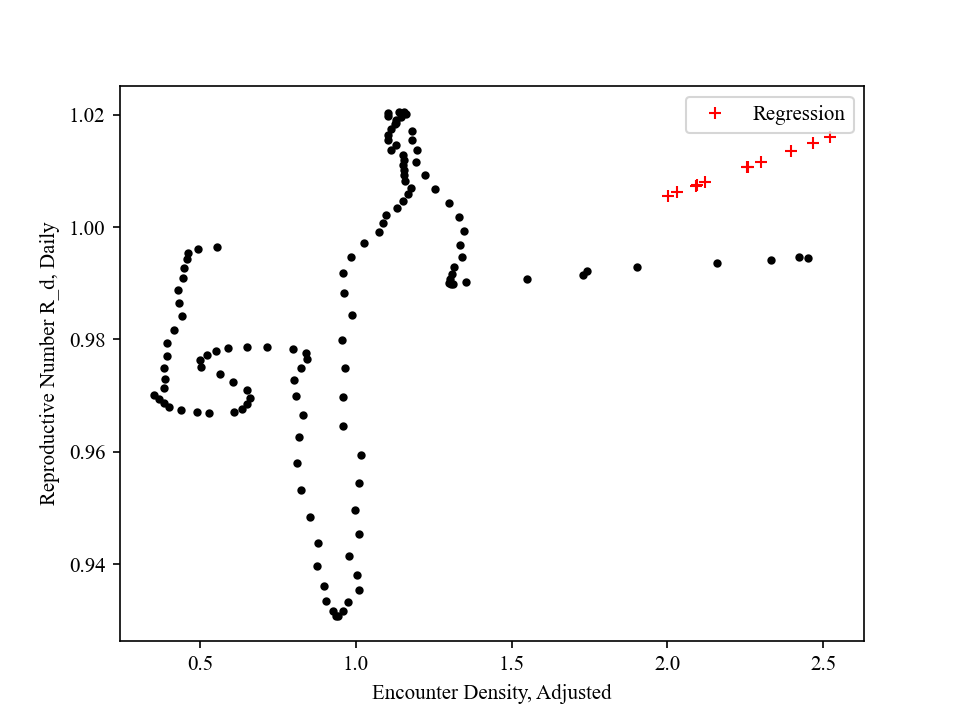 Regression
1.02
1.00
0.98
0.96
0.94
Reproductive Number R_d, Daily
0.5 1.0 1.5 2.0 2.5
Encounter Density, Adjusted